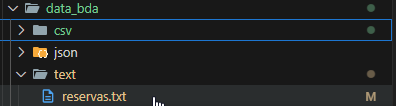 data_bda
csv
json
text
reservas.txt M